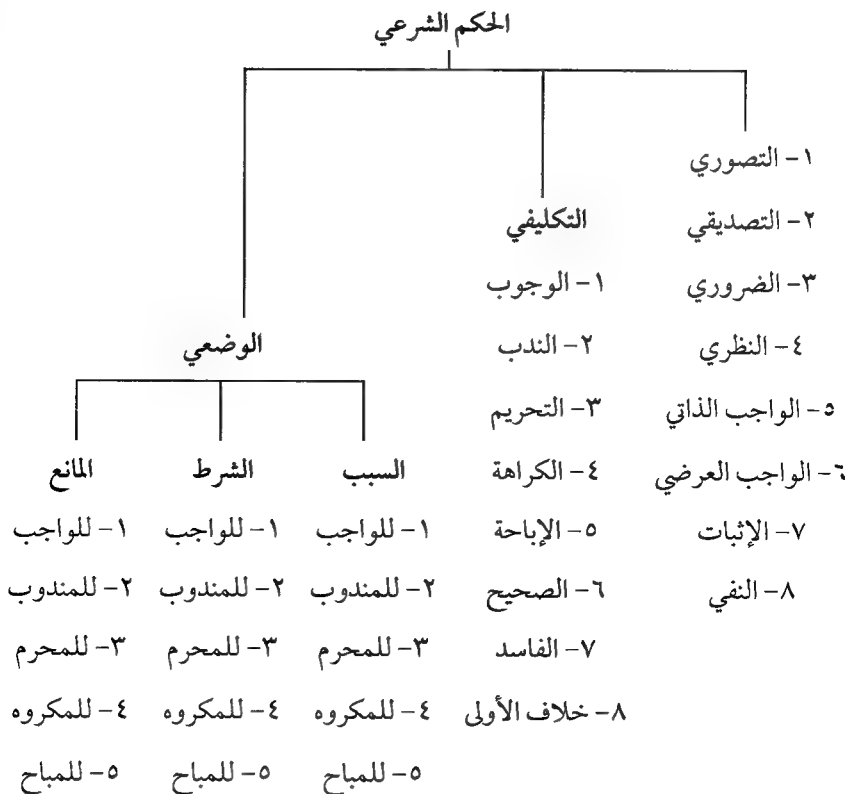 الحكم الشرعي
١- التصوري
٢- التصديقي
٣- الضروري
٤- النظري
٥- الواجب الذاتي
٦- الواجب العرضي
٧- الإثبات
٨- النفي
التكليفي
١- الوجوب
٢- الندب
٣- التحريم
٤- الكراهة
٥- الإباحة
٦- الصحيح
٧- الفاسد
٨- خلاف الأولى
الوضعي
السبب
١- للواجب
٢- للمندوب
٣- للمحرم
٤- للمكروه
٥- للمباح
الشرط
١- للواجب
٢- للمندوب
٣- للمحرم
٤- للمكروه
٥- للمباح
المانع
١- للواجب
٢- للمندوب
٣- للمحرم
٤- للمكروه
٥- للمباح